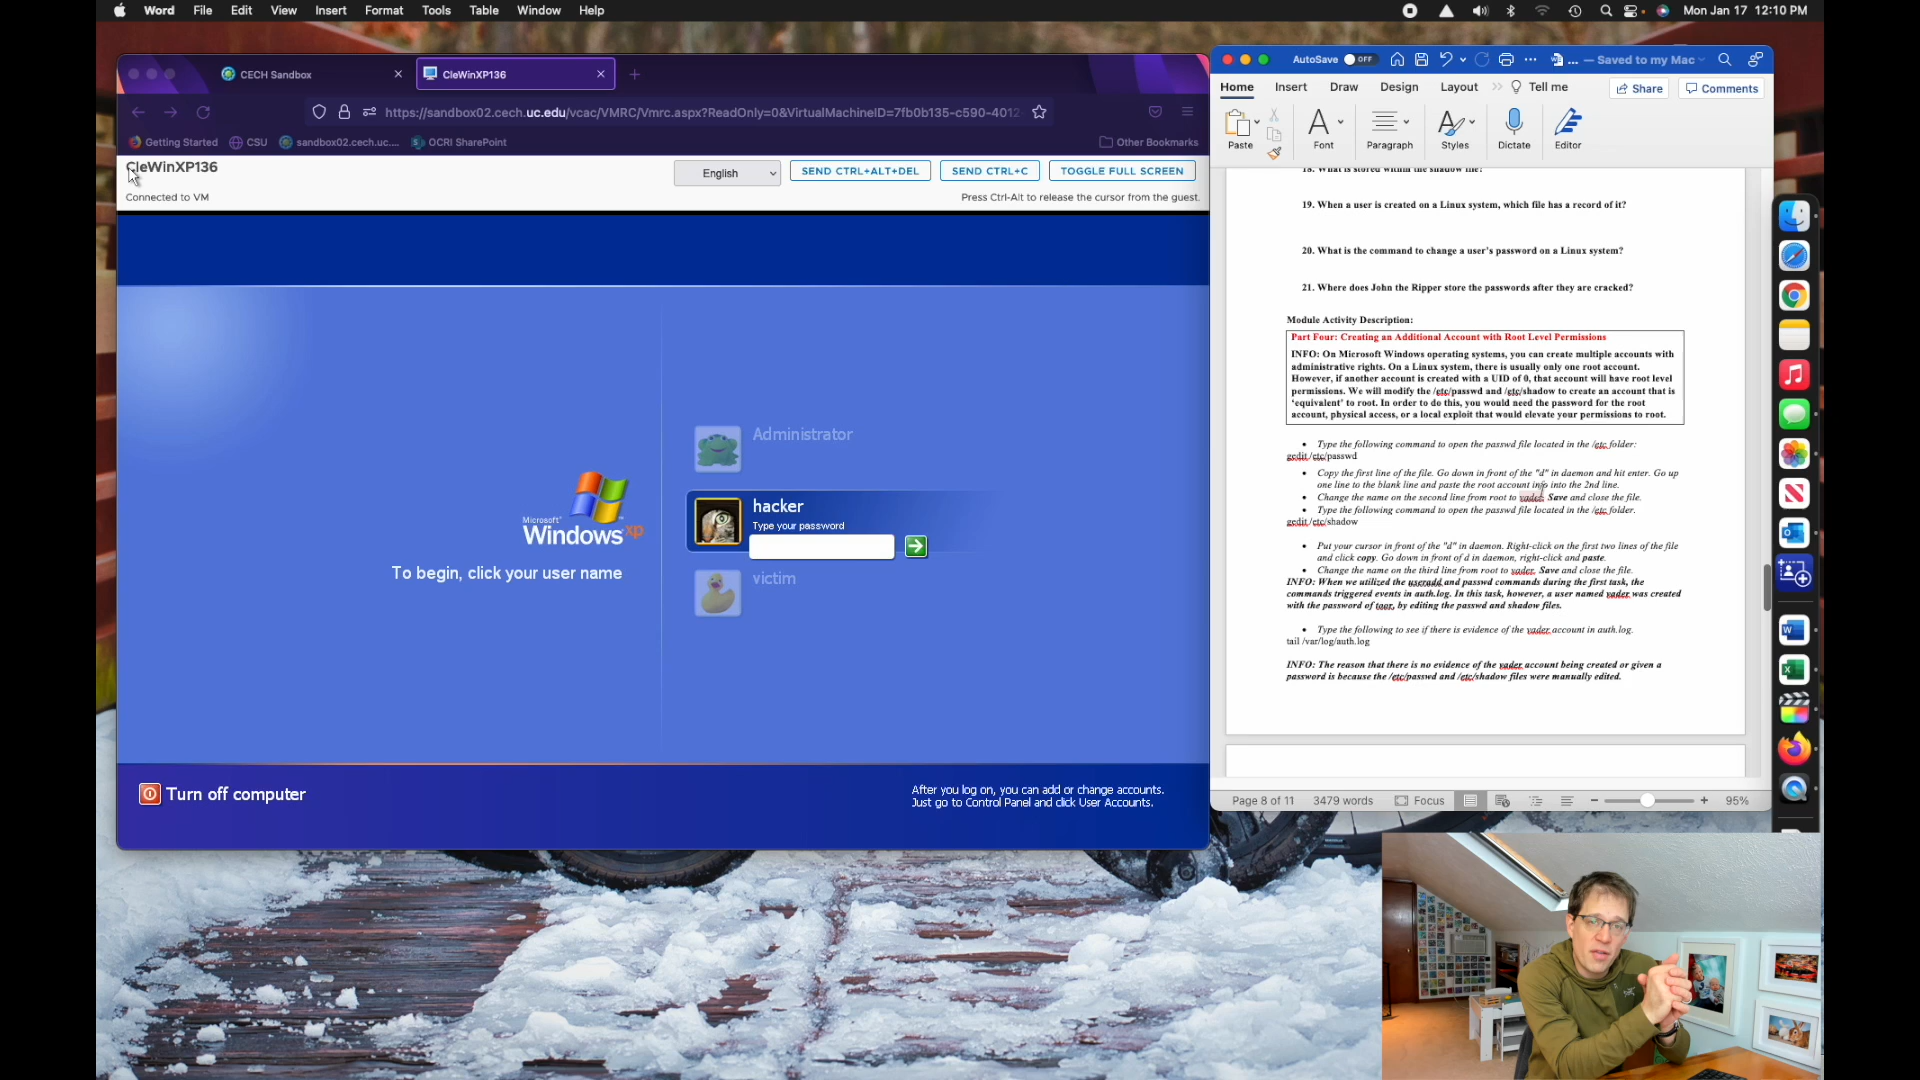 Word File Edit View Insert Format Tools Table Window Help
Mon Jan 17 12:10 PM
CECH Sandbox
CleWinXP136
https://sandbox02.cech.uc.edu/vcac/VMRC/Vmrc.aspx?ReadOnly=0&VirtualMachineID=7fb0b135-c590-4012
Getting Started CSU sandbox02.cech.uc.... OCRI SharePoint Other Bookmarks
CleWinXP136
English SEND CTRL+ALT+DEL SEND CTRL+C TOGGLE FULL SCREEN
Connected to VM
Press Ctrl-Alt to release the cursor from the guest.
Microsoft
Windows xp
To begin, click your user name
Administrator
hacker
Type your password
victim
Turn off computer
After you log on, you can add or change accounts.
Just go to Control Panel and click User Accounts.
AutoSave OFF ... — Saved to my Mac
Home Insert Draw Design Layout Tell me Share Comments
Paste Font Paragraph Styles Dictate Editor
18. What is stored within the shadow file?
19. When a user is created on a Linux system, which file has a record of it?
20. What is the command to change a user's password on a Linux system?
21. Where does John the Ripper store the passwords after they are cracked?
Module Activity Description:
Part Four: Creating an Additional Account with Root Level Permissions
INFO: On Microsoft Windows operating systems, you can create multiple accounts with
administrative rights. On a Linux system, there is usually only one root account.
However, if another account is created with a UID of 0, that account will have root level
permissions. We will modify the /etc/passwd and /etc/shadow to create an account that is
'equivalent' to root. In order to do this, you would need the password for the root
account, physical access, or a local exploit that would elevate your permissions to root.
• Type the following command to open the passwd file located in the /etc folder:
gedit /etc/passwd
• Copy the first line of the file. Go down in front of the "d" in daemon and hit enter. Go up
one line to the blank line and paste the root account info into the 2nd line.
• Change the name on the second line from root to vader. Save and close the file.
• Type the following command to open the passwd file located in the /etc folder.
gedit /etc/shadow
• Put your cursor in front of the "d" in daemon. Right-click on the first two lines of the file
and click copy. Go down in front of d in daemon, right-click and paste.
• Change the name on the third line from root to vader. Save and close the file.
INFO: When we utilized the useradd and passwd commands during the first task, the
commands triggered events in auth.log. In this task, however, a user named vader was created
with the password of toor, by editing the passwd and shadow files.
• Type the following to see if there is evidence of the vader account in auth.log.
tail /var/log/auth.log
INFO: The reason that there is no evidence of the vader account being created or given a
password is because the /etc/passwd and /etc/shadow files were manually edited.
Page 8 of 11 3479 words Focus 95%